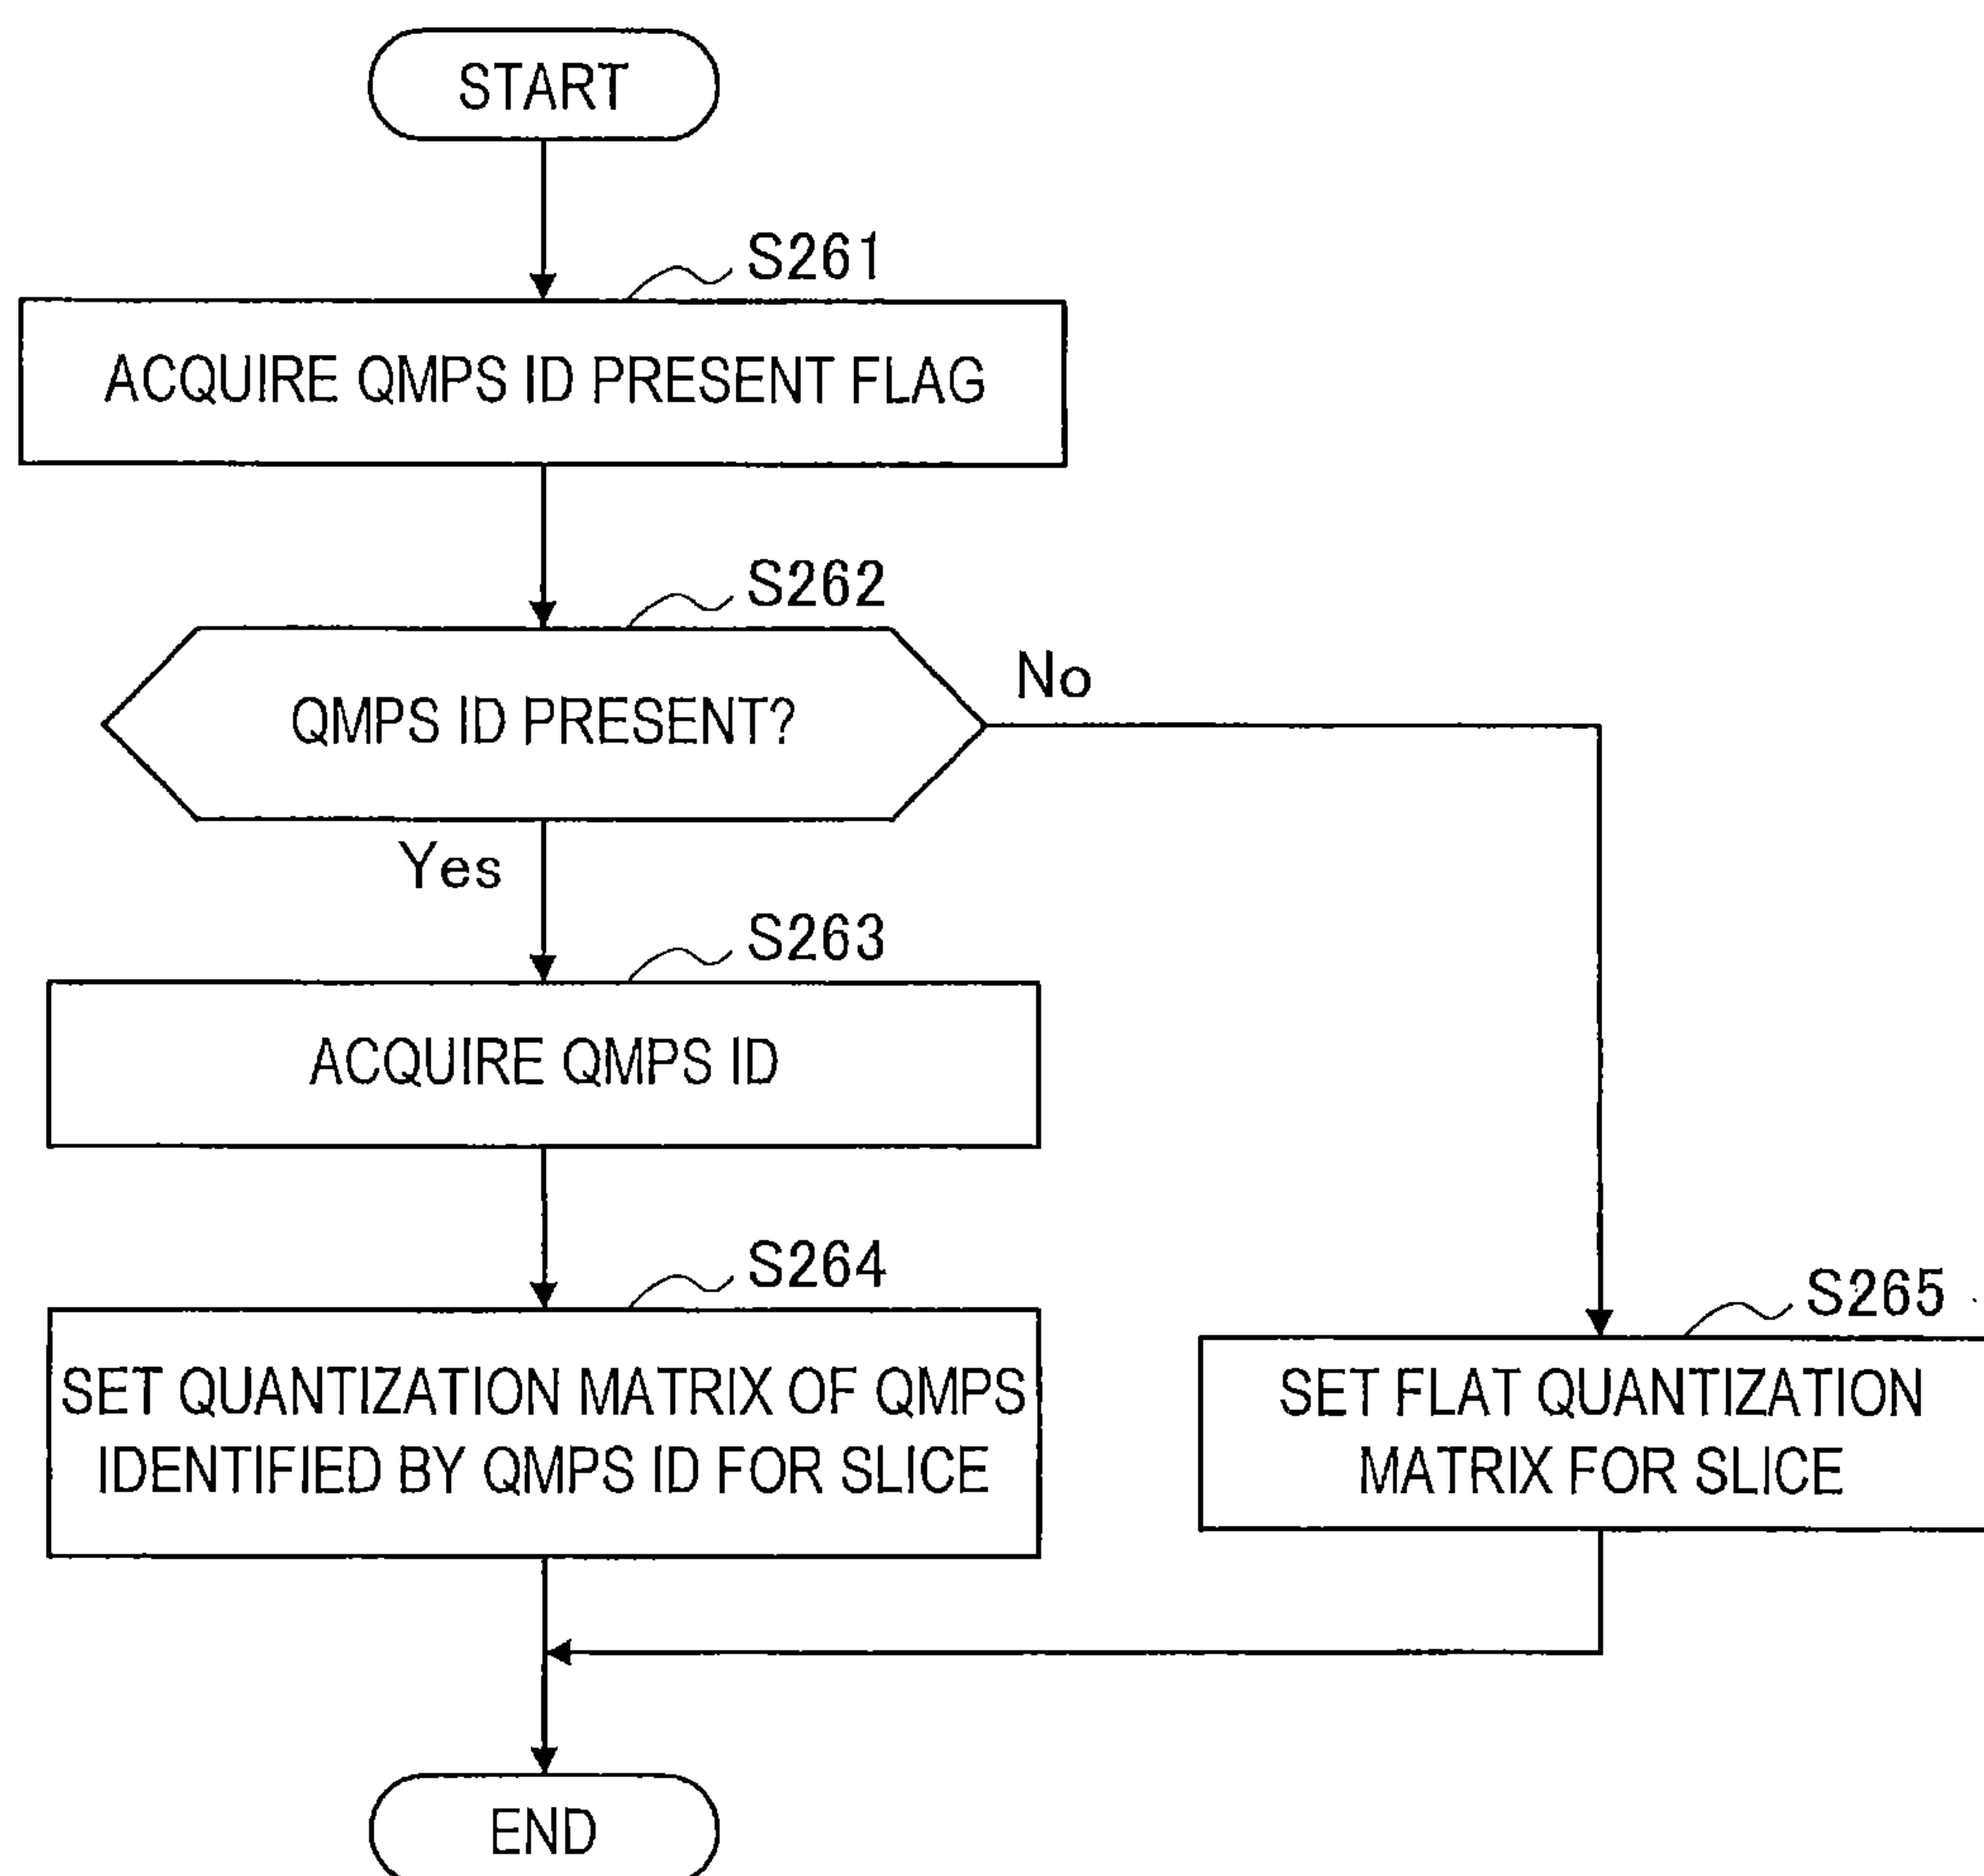 START
S261
ACQUIRE QMPS ID PRESENT FLAG
S262
QMPS ID PRESENT?
No
Yes
S263
ACQUIRE QMPS ID
S264
SET QUANTIZATION MATRIX OF QMPS
IDENTIFIED BY QMPS ID FOR SLICE
S265
SET FLAT QUANTIZATION
MATRIX FOR SLICE
END